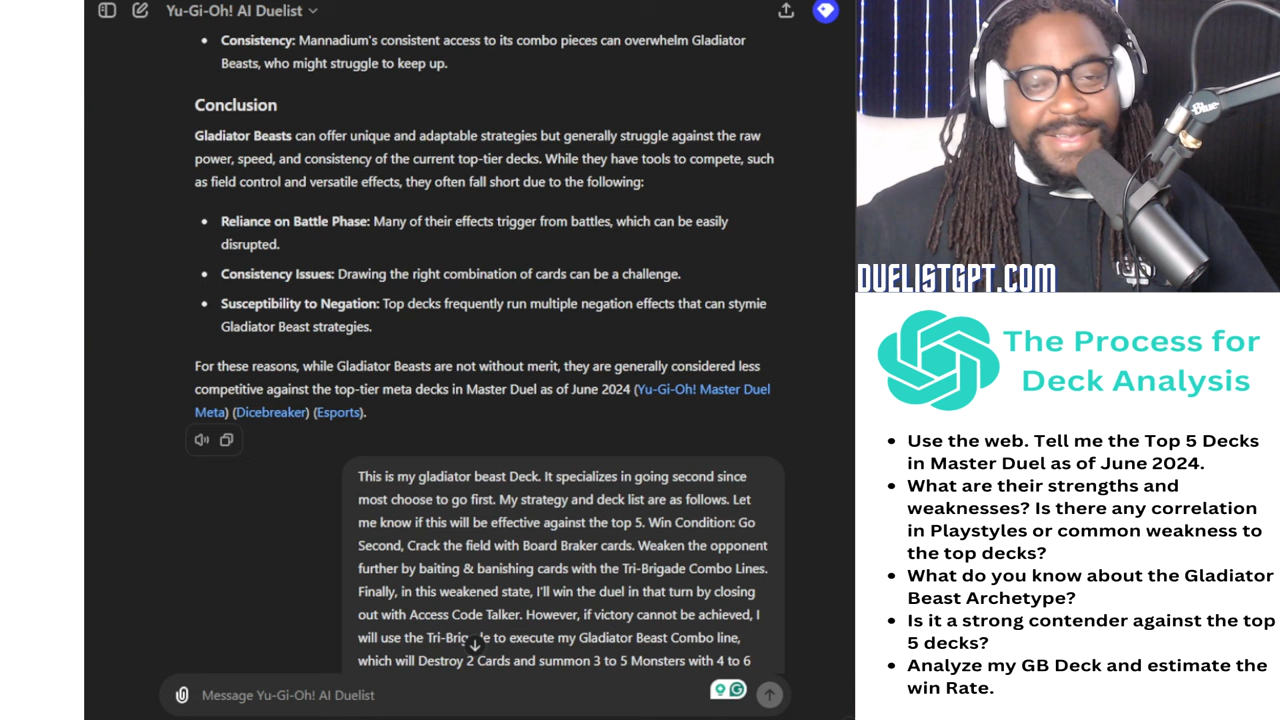 Yu-Gi-Oh! AI Duelist
Consistency: Mannadium's consistent access to its combo pieces can overwhelm Gladiator
Beasts, who might struggle to keep up.
Conclusion
Gladiator Beasts can offer unique and adaptable strategies but generally struggle against the raw
power, speed, and consistency of the current top-tier decks. While they have tools to compete, such
as field control and versatile effects, they often fall short due to the following:
Reliance on Battle Phase: Many of their effects trigger from battles, which can be easily
disrupted.
Consistency Issues: Drawing the right combination of cards can be a challenge.
Susceptibility to Negation: Top decks frequently run multiple negation effects that can stymie
Gladiator Beast strategies.
For these reasons, while Gladiator Beasts are not without merit, they are generally considered less
competitive against the top-tier meta decks in Master Duel as of June 2024 (Yu-Gi-Oh! Master Duel
Meta) (Dicebreaker) (Esports).
This is my gladiator beast Deck. It specializes in going second since
most choose to go first. My strategy and deck list are as follows. Let
me know if this will be effective against the top 5. Win Condition: Go
Second, Crack the field with Board Braker cards. Weaken the opponent
further by baiting & banishing cards with the Tri-Brigade Combo Lines.
Finally, in this weakened state, I'll win the duel in that turn by closing
out with Access Code Talker. However, if victory cannot be achieved, I
will use the Tri-Brigade to execute my Gladiator Beast Combo line,
which will Destroy 2 Cards and summon 3 to 5 Monsters with 4 to 6
Message Yu-Gi-Oh! AI Duelist
Blue
DUELISTGPT.COM
The Process for
Deck Analysis
Use the web. Tell me the Top 5 Decks
in Master Duel as of June 2024.
What are their strengths and
weaknesses? Is there any correlation
in Playstyles or common weakness to
the top decks?
What do you know about the Gladiator
Beast Archetype?
Is it a strong contender against the top
5 decks?
Analyze my GB Deck and estimate the
win Rate.